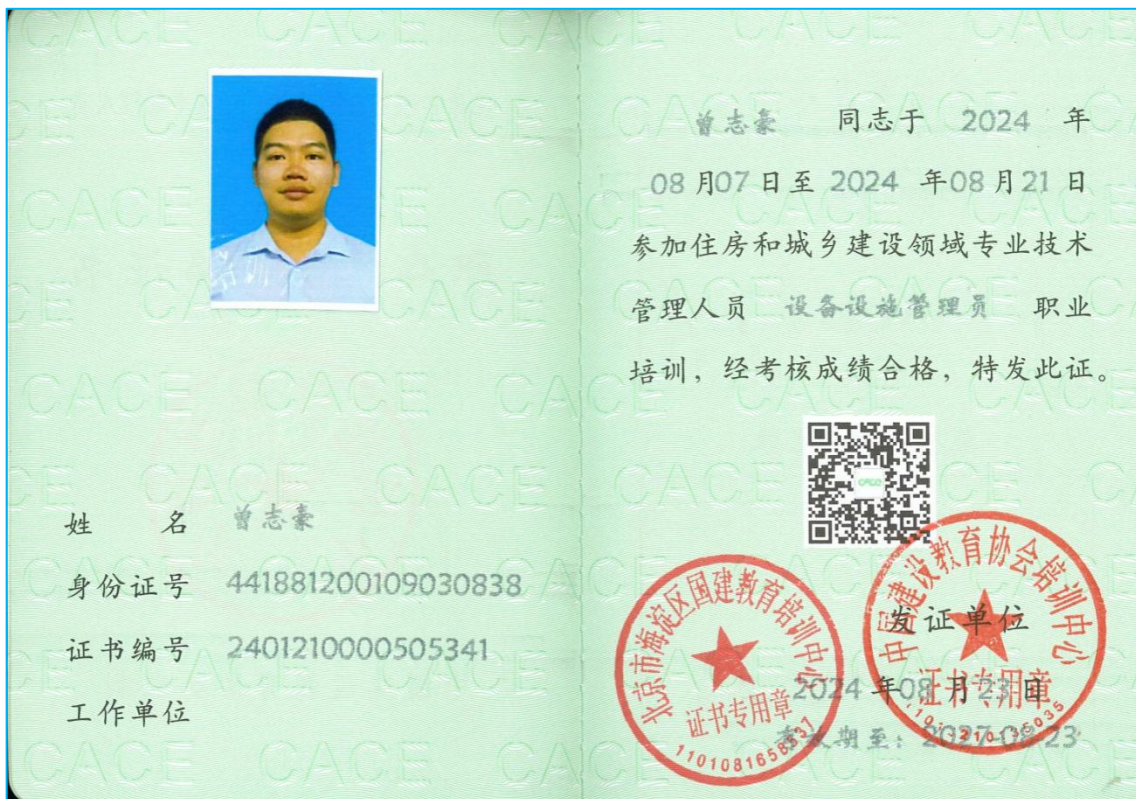 姓 名 曾志豪
身份证号 441881200109030838
证书编号 2401210000505341
工作单位
曾志豪 同志于 2024 年
08 月07 日至 2024 年08 月21 日
参加住房和城乡建设领域专业技术
管理人员 设备设施管理员 职业
培训，经考核成绩合格，特发此证。
CACE
北京市海淀区国建教育培训中心
证书专用章
中国建设教育协会培训中心
证书专用章
发证单位
2024 年08 月23 日
有效期至：2027-08-23